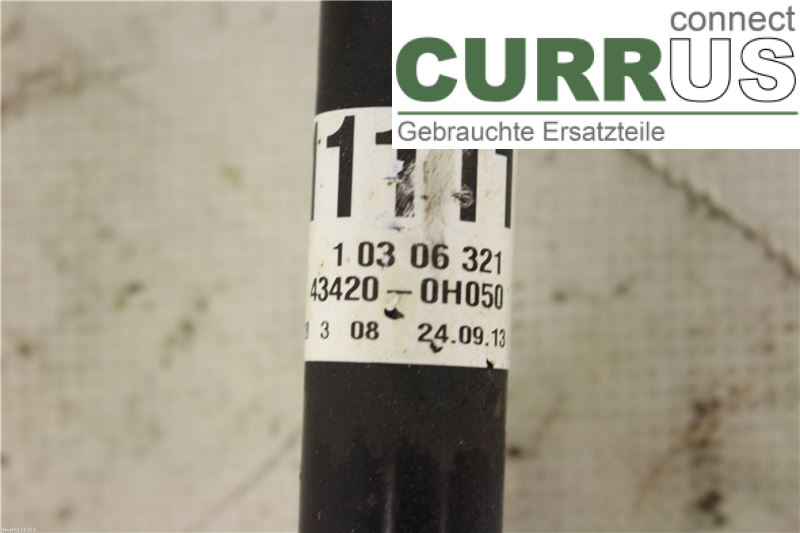 connect
CURRUS
Gebrauchte Ersatzteile
1 03 06 321
43420-0H050
3 08 24.09.13